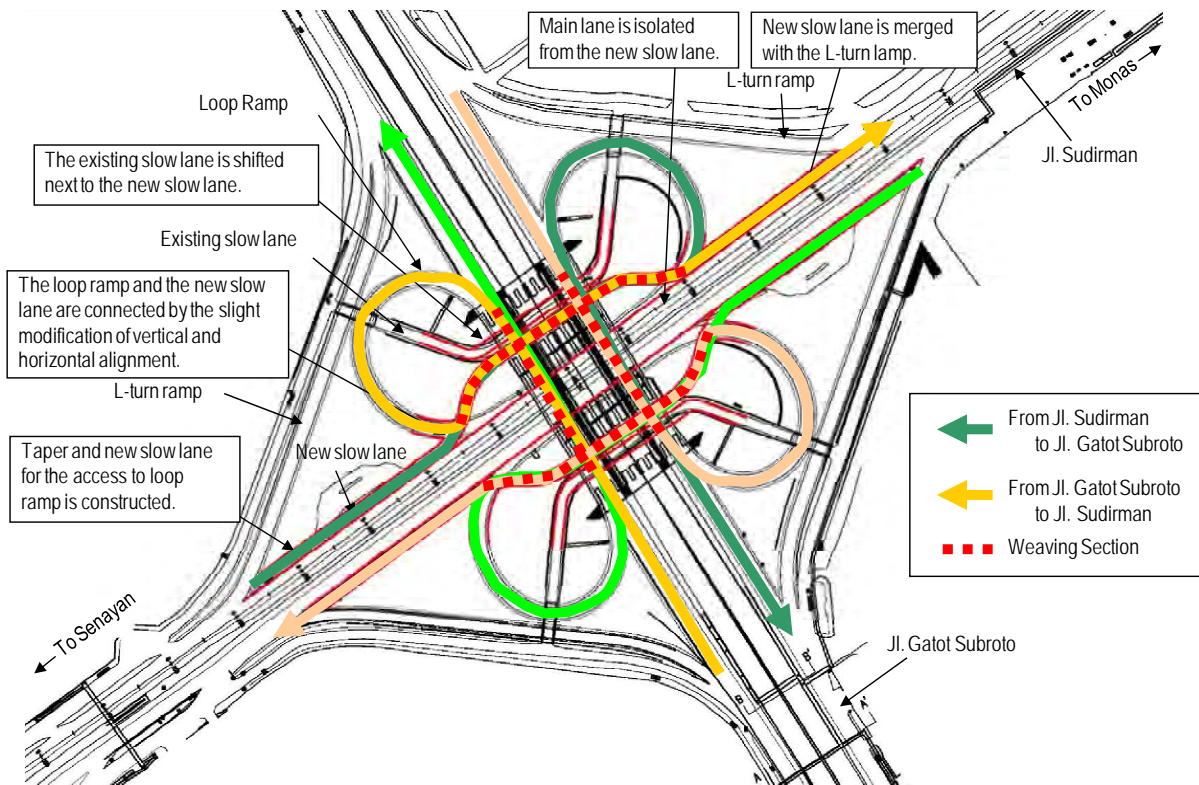 Main lane is isolated
from the new slow lane.
New slow lane is merged
with the L-turn lamp.
L-turn ramp
To Monas
Loop Ramp
Jl. Sudirman
The existing slow lane is shifted
next to the new slow lane.
Existing slow lane
The loop ramp and the new slow
lane are connected by the slight
modification of vertical and
horizontal alignment.
L-turn ramp
Taper and new slow lane
for the access to loop
ramp is constructed.
New slow lane
From Jl. Sudirman
to Jl. Gatot Subroto
From Jl. Gatot Subroto
to Jl. Sudirman
Weaving Section
To Senayan
Jl. Gatot Subroto
B
B'
A
A'